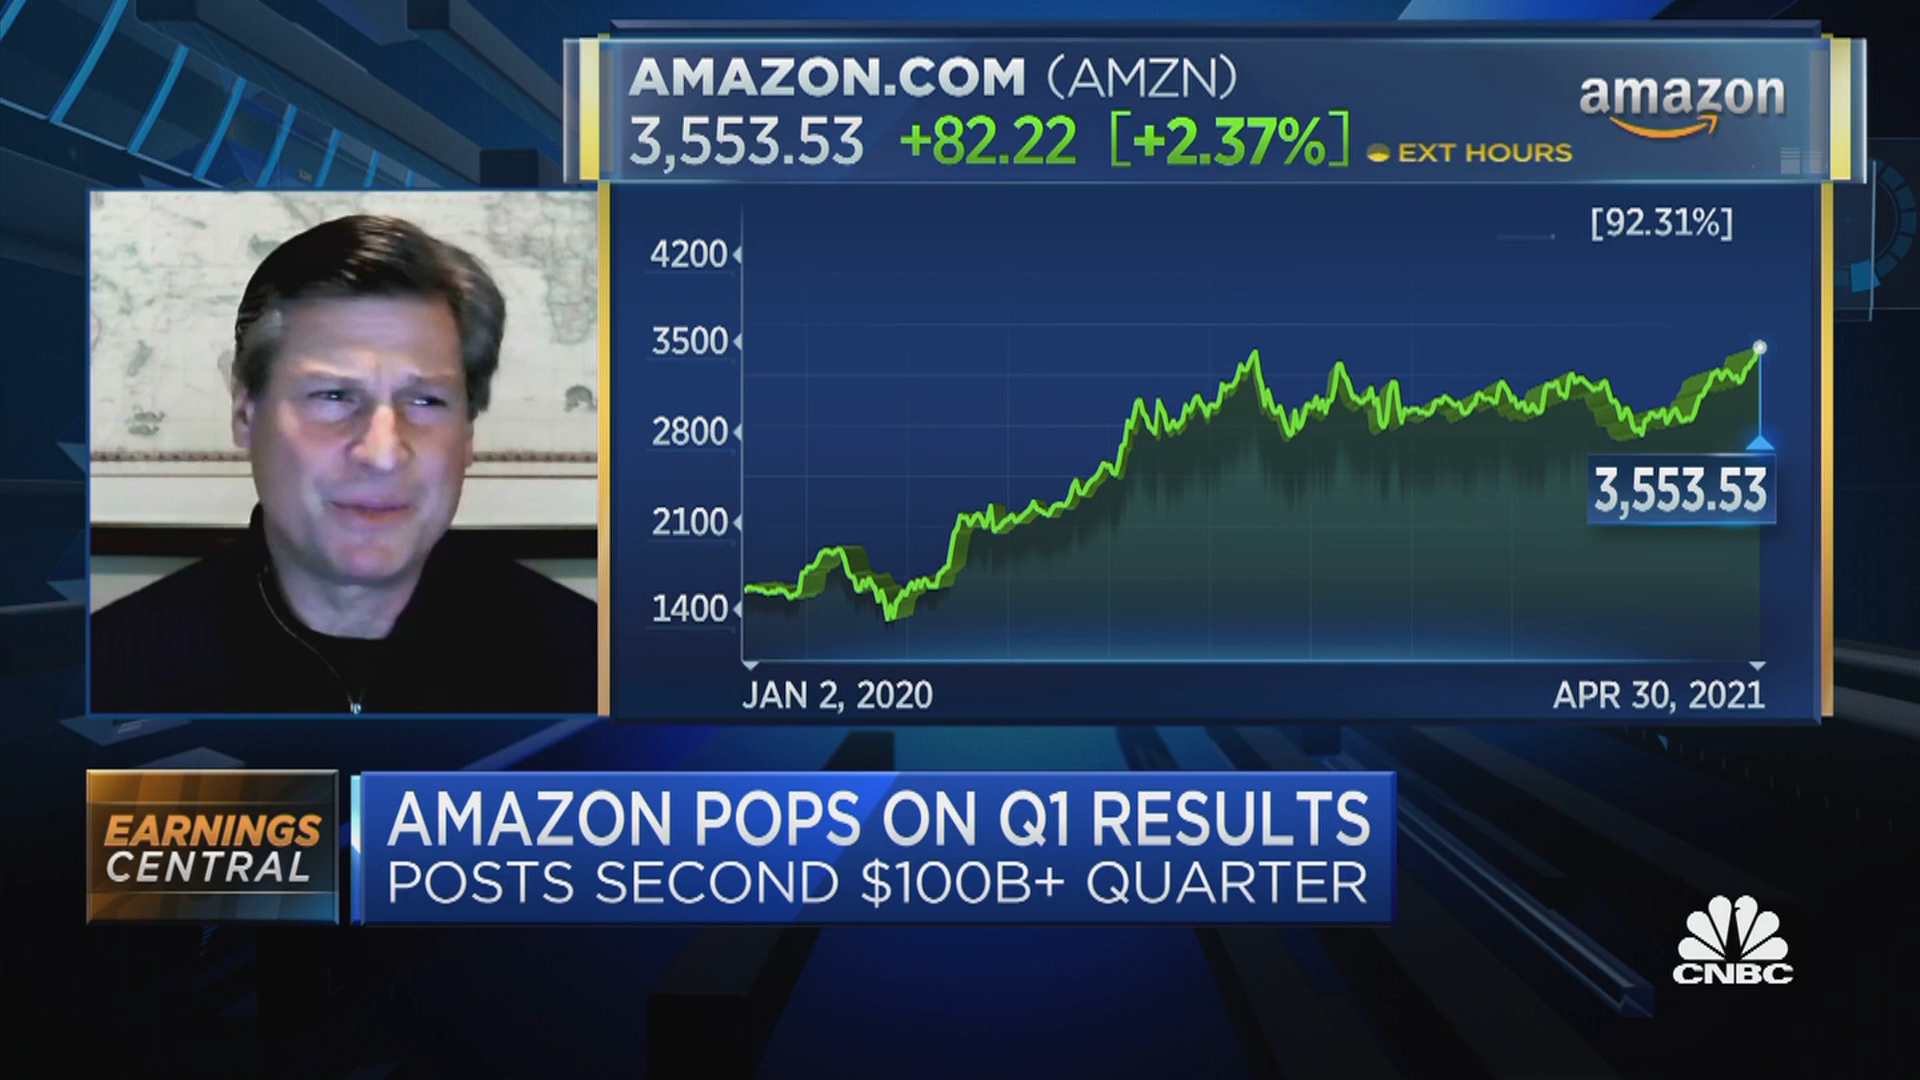 AMAZON.COM (AMZN)
3,553.53 +82.22 [+2.37%] EXT HOURS
amazon
[92.31%]
4200
3500
2800
2100
1400
3,553.53
JAN 2, 2020
APR 30, 2021
EARNINGS
CENTRAL
AMAZON POPS ON Q1 RESULTS
POSTS SECOND $100B+ QUARTER
CNBC